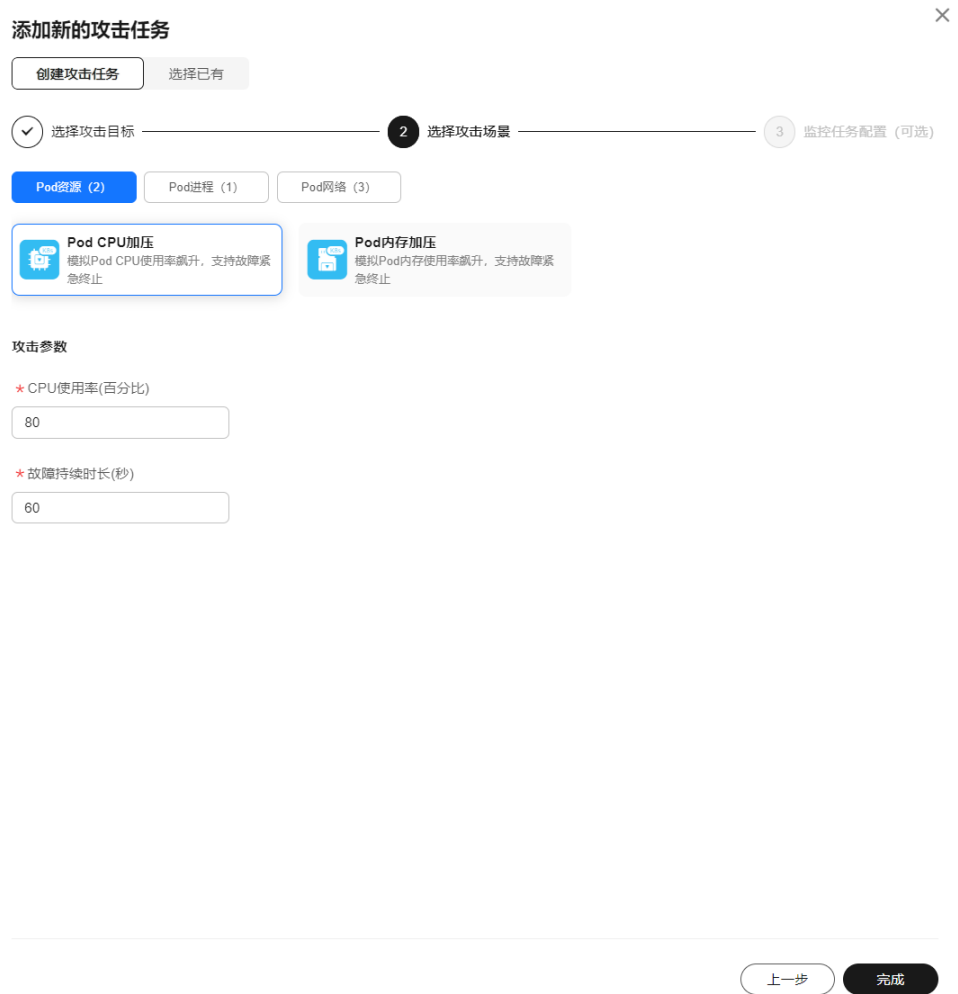 添加新的攻击任务
创建攻击任务 选择已有
选择攻击目标 2 选择攻击场景 3 监控任务配置（可选）
Pod资源（2） Pod进程（1） Pod网络（3）
Pod CPU加压
模拟Pod CPU使用率飙升，支持故障紧
急终止
Pod内存加压
模拟Pod内存使用率飙升，支持故障紧
急终止
攻击参数
* CPU使用率(百分比)
80
* 故障持续时长(秒)
60
上一步 完成